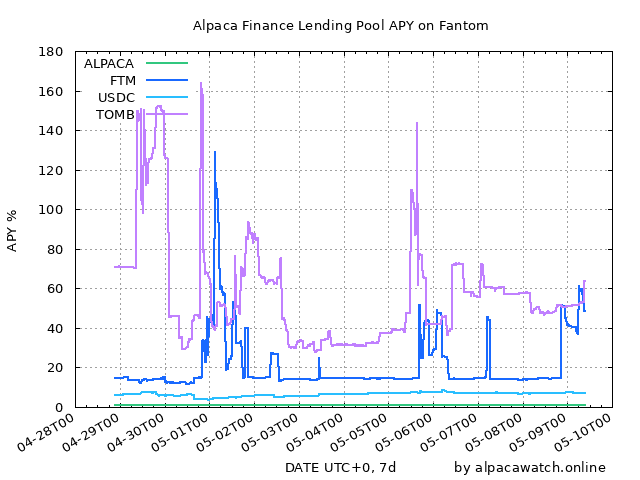 Alpaca Finance Lending Pool APY on Fantom
180
160
140
120
100
80
60
40
20
0
APY %
ALPACA
FTM
USDC
TOMB
04-28T00
04-29T00
04-30T00
05-01T00
05-02T00
05-03T00
05-04T00
05-05T00
05-06T00
05-07T00
05-08T00
05-09T00
05-10T00
DATE UTC+0, 7d
by alpacawatch.online